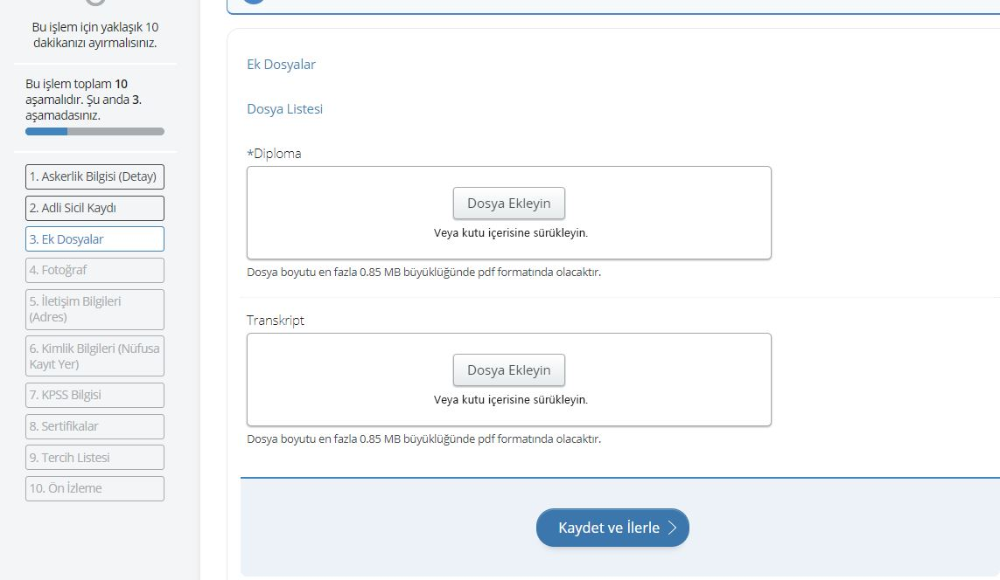 Bu işlem için yaklaşık 10
dakikanızı ayırmalısınız.
Bu işlem toplam 10
aşamalıdır. Şu anda 3.
aşamadasınız.
1. Askerlik Bilgisi (Detay)
2. Adli Sicil Kaydı
3. Ek Dosyalar
4. Fotoğraf
5. İletişim Bilgileri
(Adres)
6. Kimlik Bilgileri (Nüfusa
Kayıt Yer)
7. KPSS Bilgisi
8. Sertifikalar
9. Tercih Listesi
10. Ön İzleme
Ek Dosyalar
Dosya Listesi
*Diploma
Dosya Ekleyin
Veya kutu içerisine sürükleyin.
Dosya boyutu en fazla 0.85 MB büyüklüğünde pdf formatında olacaktır.
Transkript
Dosya Ekleyin
Veya kutu içerisine sürükleyin.
Dosya boyutu en fazla 0.85 MB büyüklüğünde pdf formatında olacaktır.
Kaydet ve İlerle